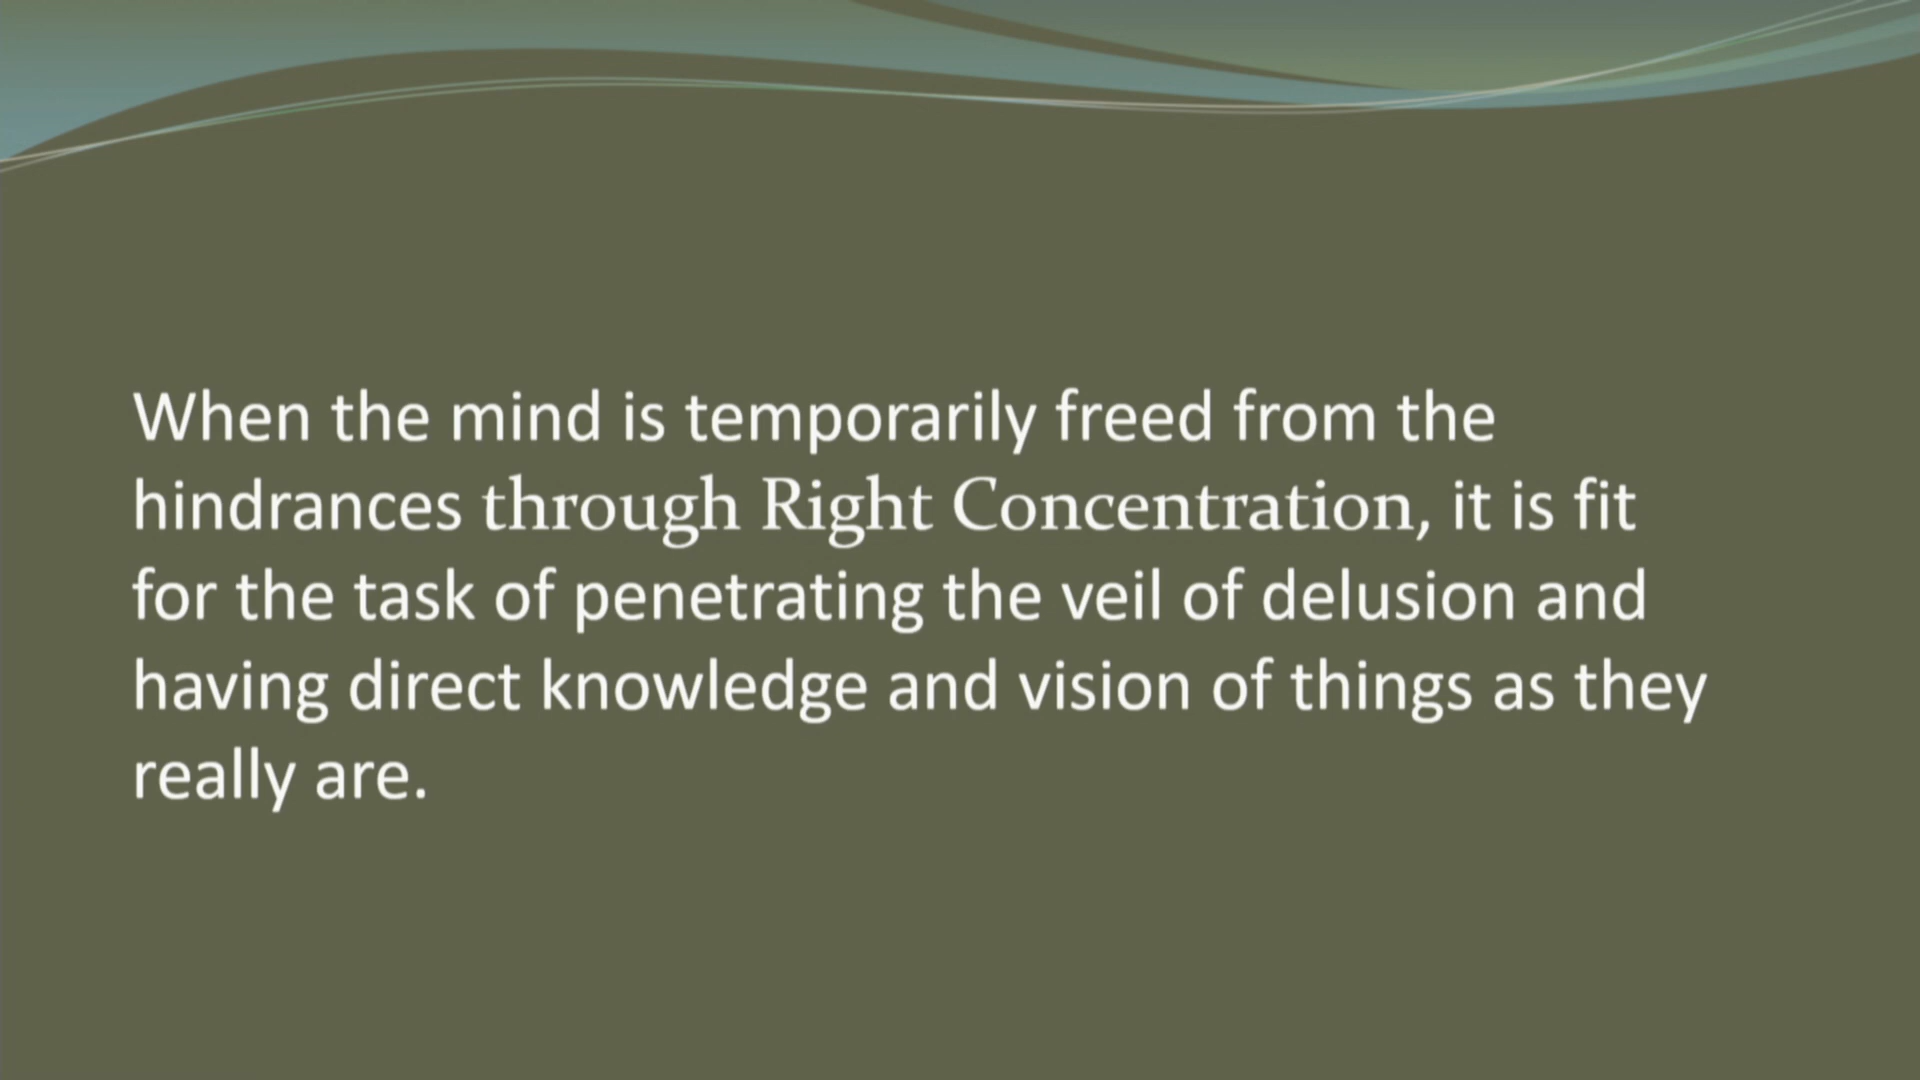 When the mind is temporarily freed from the
hindrances through Right Concentration, it is fit
for the task of penetrating the veil of delusion and
having direct knowledge and vision of things as they
really are.